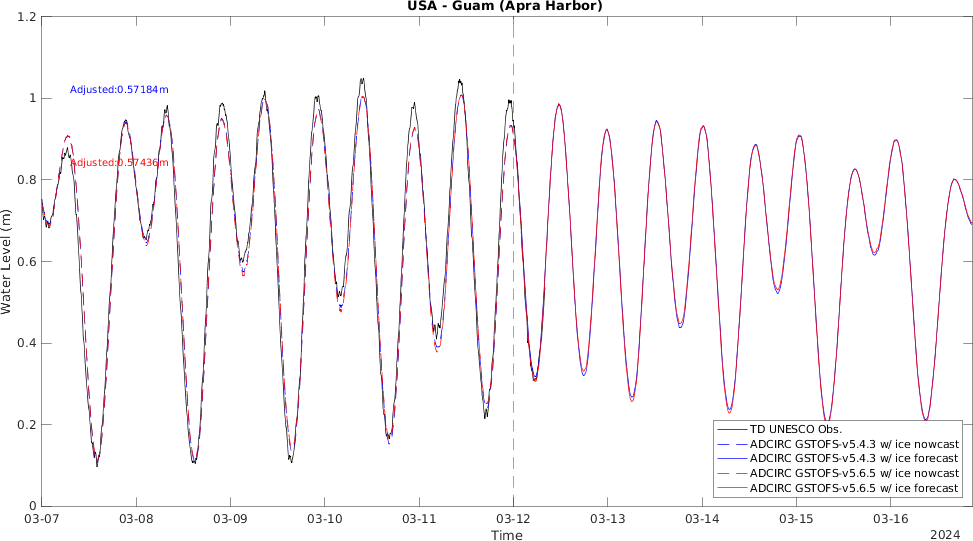 USA - Guam (Apra Harbor)
Water Level (m)
1.2
1
0.8
0.6
0.4
0.2
0
Adjusted:0.57184m
Adjusted:0.57436m
TD UNESCO Obs.
ADCIRC GSTOFS-v5.4.3 w/ ice nowcast
ADCIRC GSTOFS-v5.4.3 w/ ice forecast
ADCIRC GSTOFS-v5.6.5 w/ ice nowcast
ADCIRC GSTOFS-v5.6.5 w/ ice forecast
03-07 03-08 03-09 03-10 03-11 03-12 03-13 03-14 03-15 03-16
Time
2024